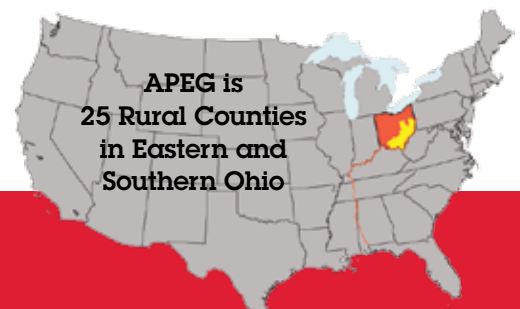 APEG is
25 Rural Counties
in Eastern and
Southern Ohio